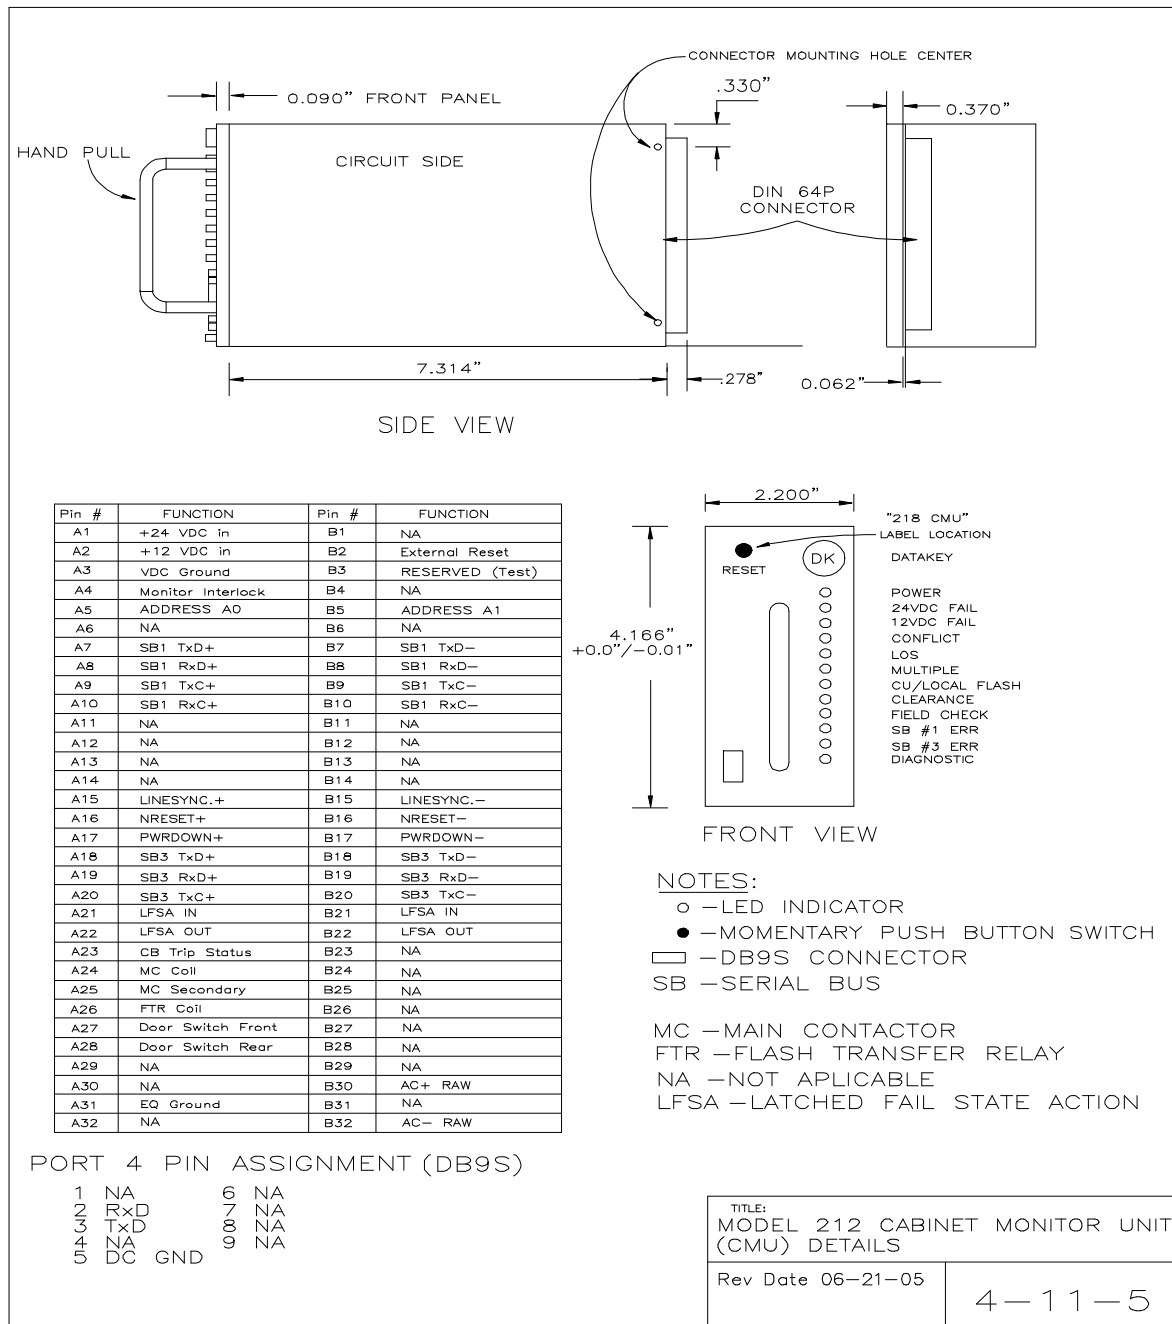 CONNECTOR MOUNTING HOLE CENTER
.330"
0.090" FRONT PANEL
0.370"
HAND PULL
CIRCUIT SIDE
DIN 64P
CONNECTOR
7.314"
.278"
0.062"
SIDE VIEW
Pin # FUNCTION Pin # FUNCTION
A1 +24 VDC in B1 NA
A2 +12 VDC in B2 External Reset
A3 VDC Ground B3 RESERVED (Test)
A4 Monitor Interlock B4 NA
A5 ADDRESS A0 B5 ADDRESS A1
A6 NA B6 NA
A7 SB1 TxD+ B7 SB1 TxD-
A8 SB1 RxD+ B8 SB1 RxD-
A9 SB1 TxC+ B9 SB1 TxC-
A10 SB1 RxC+ B10 SB1 RxC-
A11 NA B11 NA
A12 NA B12 NA
A13 NA B13 NA
A14 NA B14 NA
A15 LINESYNC.+ B15 LINESYNC.-
A16 NRESET+ B16 NRESET-
A17 PWRDOWN+ B17 PWRDOWN-
A18 SB3 TxD+ B18 SB3 TxD-
A19 SB3 RxD+ B19 SB3 RxD-
A20 SB3 TxC+ B20 SB3 TxC-
A21 LFSA IN B21 LFSA IN
A22 LFSA OUT B22 LFSA OUT
A23 CB Trip Status B23 NA
A24 MC Coil B24 NA
A25 MC Secondary B25 NA
A26 FTR Coil B26 NA
A27 Door Switch Front B27 NA
A28 Door Switch Rear B28 NA
A29 NA B29 NA
A30 NA B30 AC+ RAW
A31 EQ Ground B31 NA
A32 NA B32 AC- RAW
2.200"
"218 CMU"
LABEL LOCATION
RESET
DK
DATAKEY
POWER
24VDC FAIL
12VDC FAIL
CONFLICT
LOS
MULTIPLE
CU/LOCAL FLASH
CLEARANCE
FIELD CHECK
SB #1 ERR
SB #3 ERR
DIAGNOSTIC
4.166"
+0.0"/-0.01"
FRONT VIEW
NOTES:
-LED INDICATOR
-MOMENTARY PUSH BUTTON SWITCH
-DB9S CONNECTOR
SB -SERIAL BUS
MC -MAIN CONTACTOR
FTR -FLASH TRANSFER RELAY
NA -NOT APLICABLE
LFSA -LATCHED FAIL STATE ACTION
PORT 4 PIN ASSIGNMENT (DB9S)
1 NA 6 NA
2 RxD 7 NA
3 TxD 8 NA
4 NA 9 NA
5 DC GND
TITLE:
MODEL 212 CABINET MONITOR UNIT
(CMU) DETAILS
Rev Date 06-21-05
4-11-5